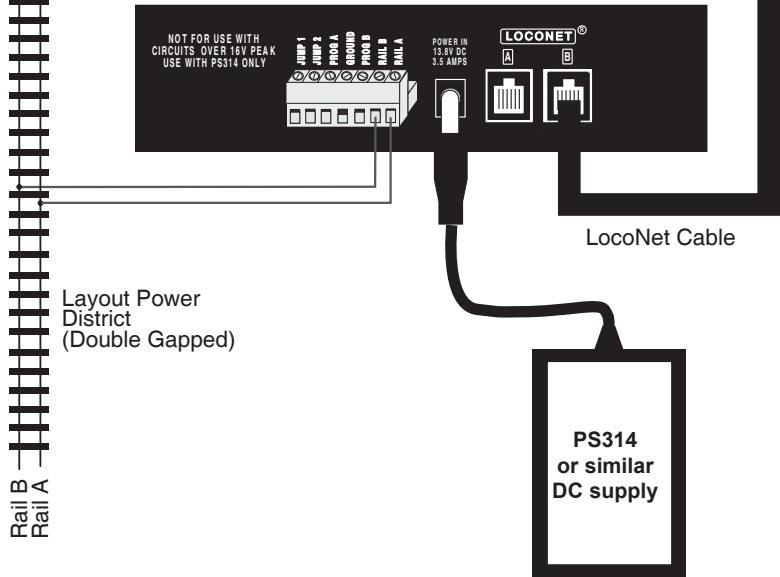 NOT FOR USE WITH
CIRCUITS OVER 16V PEAK
USE WITH PS314 ONLY
JUMP 1
JUMP 2
PROG A
GROUND
PROG B
RAIL B
RAIL A
POWER IN
13.8V DC
3.5 AMPS
LOCONET®
A
B
LocoNet Cable
Layout Power
District
(Double Gapped)
PS314
or similar
DC supply
Rail B
Rail A